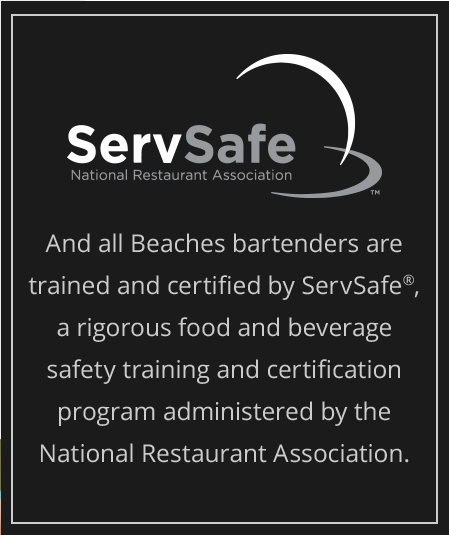 ServSafe
National Restaurant Association
™
And all Beaches bartenders are
trained and certified by ServSafe®,
a rigorous food and beverage
safety training and certification
program administered by the
National Restaurant Association.